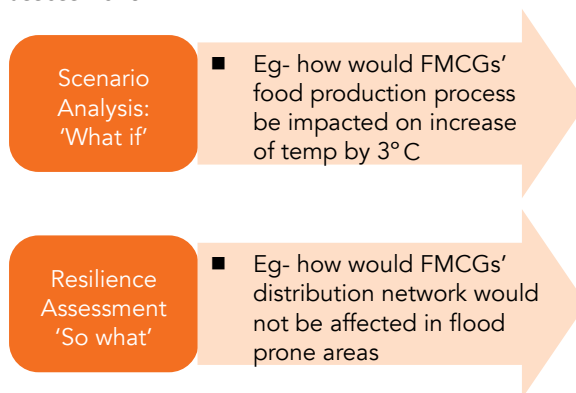 Scenario
Analysis:
'What if'
■ Eg- how would FMCGs'
food production process
be impacted on increase
of temp by 3° C
Resilience
Assessment
'So what'
■ Eg- how would FMCGs'
distribution network would
not be affected in flood
prone areas